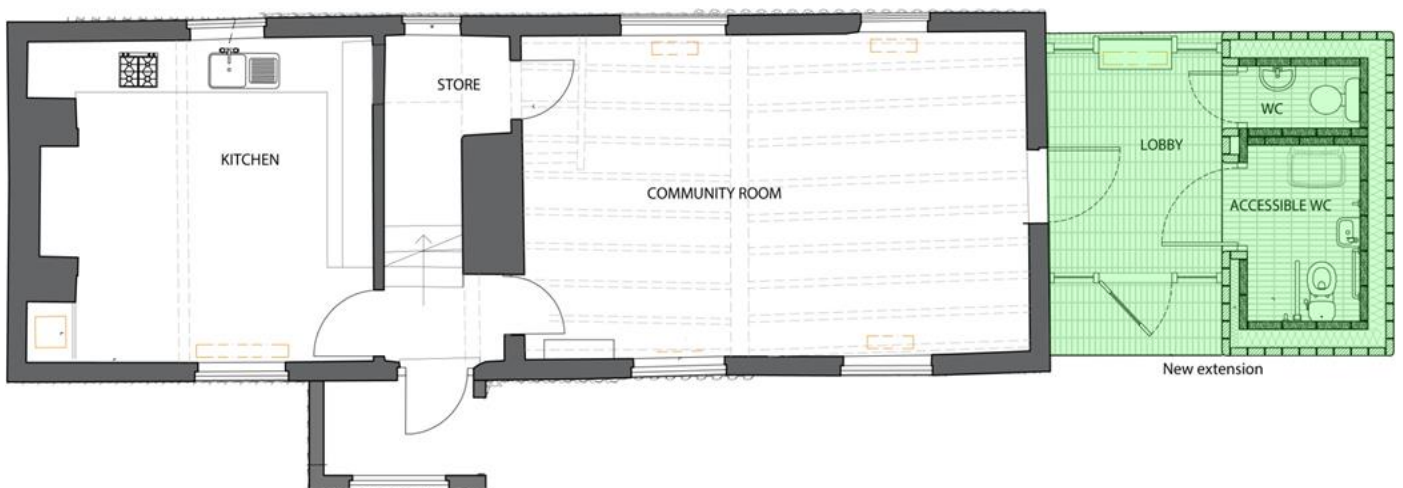 STORE
KITCHEN
COMMUNITY ROOM
WC
LOBBY
ACCESSIBLE WC
New extension